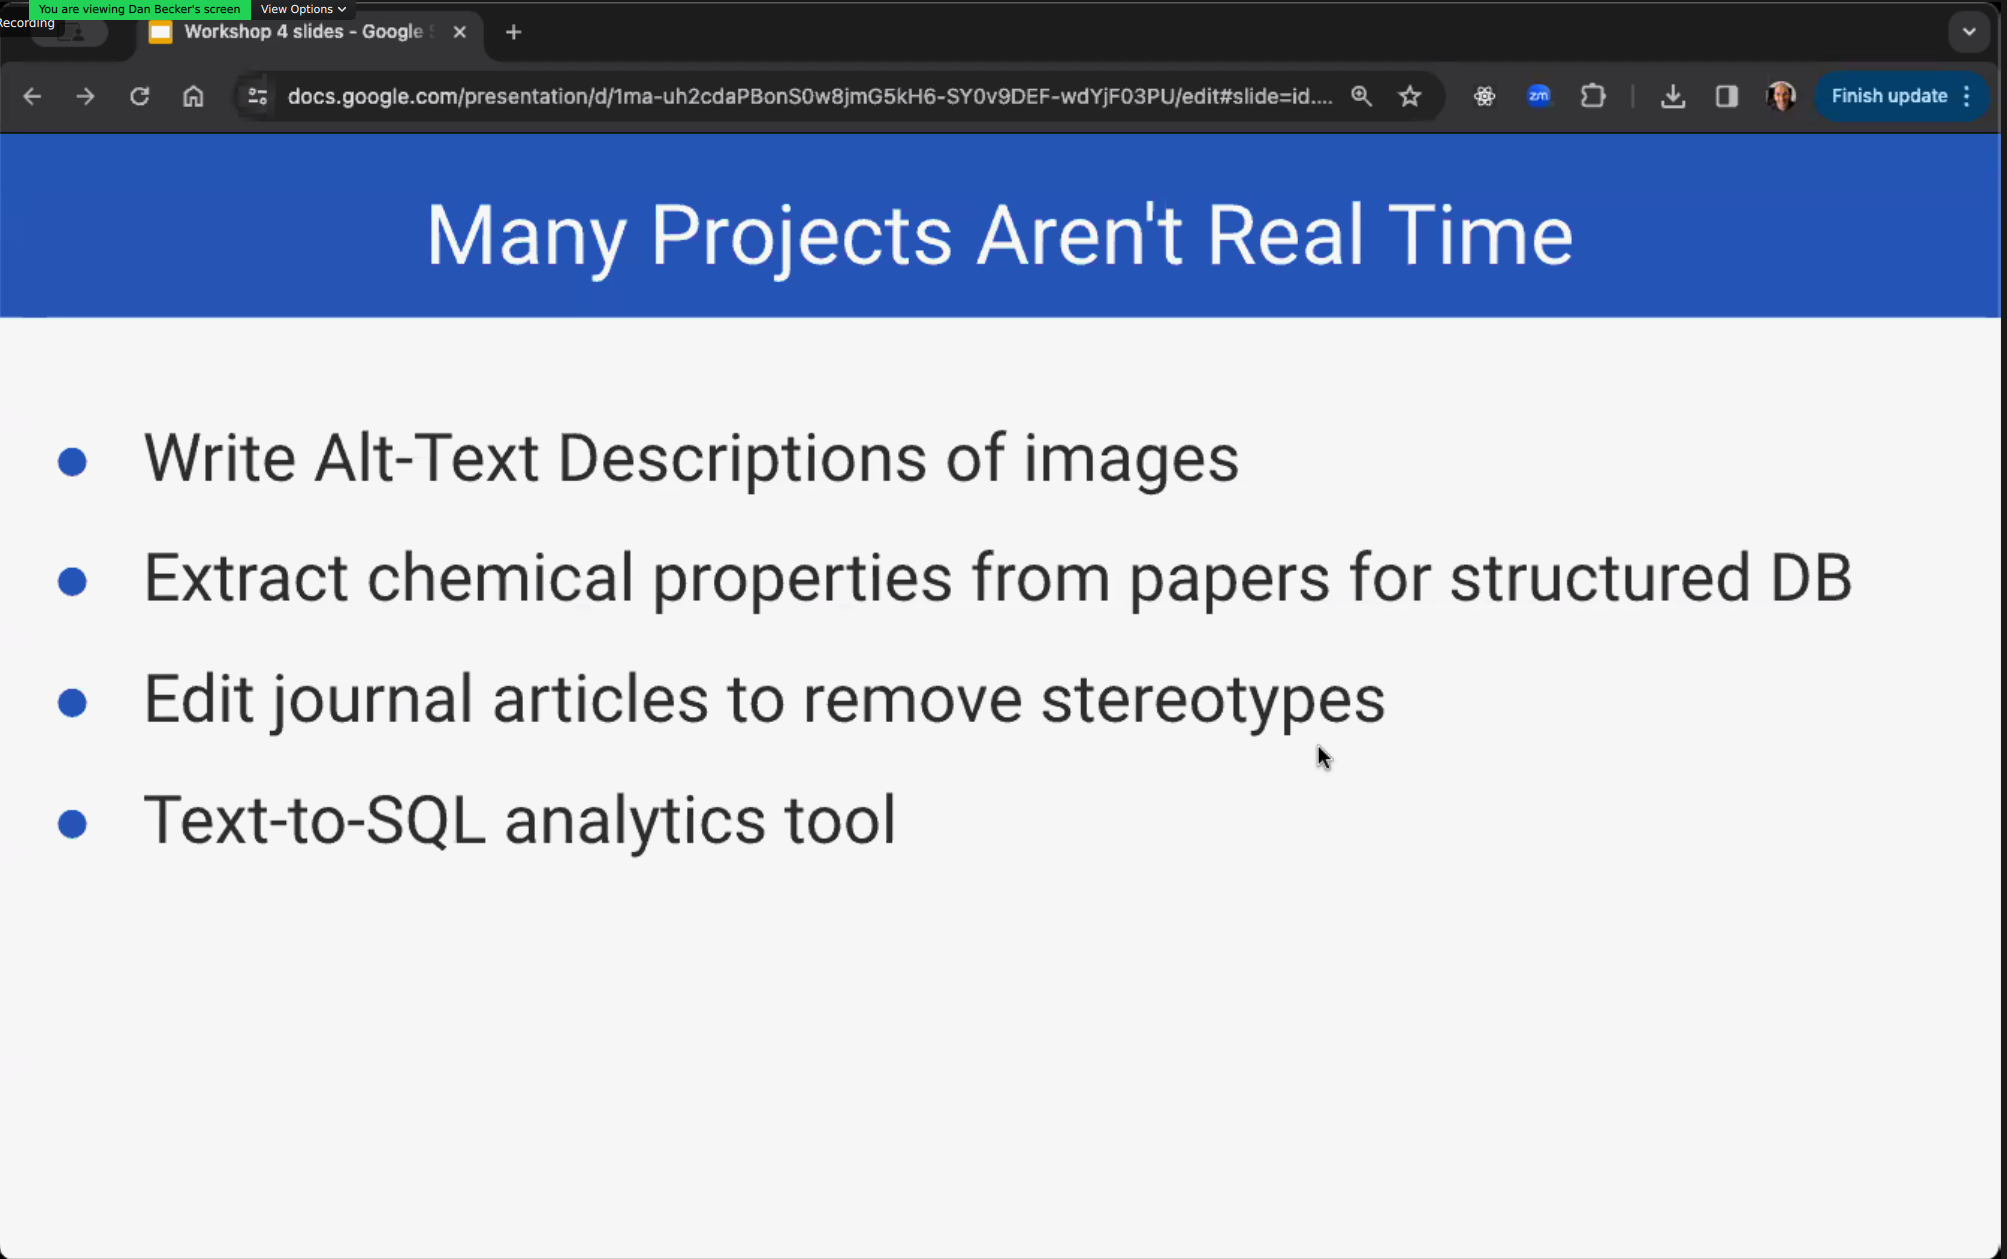 You are viewing Dan Becker's screen View Options
Recording
Workshop 4 slides - Google
docs.google.com/presentation/d/1ma-uh2cdaPBonS0w8jmG5kH6-SY0v9DEF-wdYjF03PU/edit#slide=id.... zm Finish update
Many Projects Aren't Real Time
Write Alt-Text Descriptions of images
Extract chemical properties from papers for structured DB
Edit journal articles to remove stereotypes
Text-to-SQL analytics tool